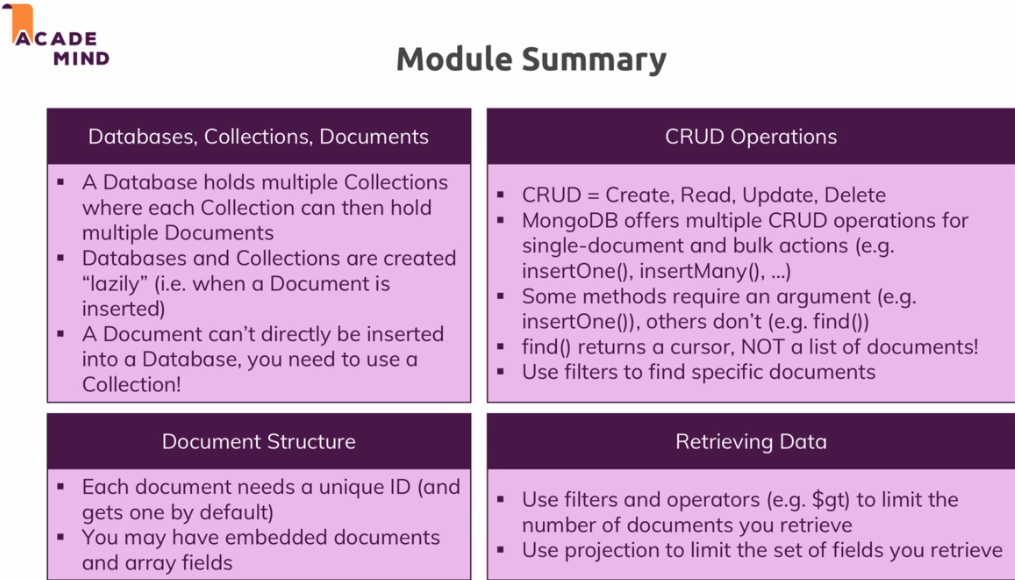 ACADE
MIND
Module Summary
Databases, Collections, Documents
▪ A Database holds multiple Collections
where each Collection can then hold
multiple Documents
▪ Databases and Collections are created
“lazily” (i.e. when a Document is
inserted)
▪ A Document can’t directly be inserted
into a Database, you need to use a
Collection!
CRUD Operations
▪ CRUD = Create, Read, Update, Delete
▪ MongoDB offers multiple CRUD operations for
single-document and bulk actions (e.g.
insertOne(), insertMany(), …)
▪ Some methods require an argument (e.g.
insertOne()), others don’t (e.g. find())
▪ find() returns a cursor, NOT a list of documents!
▪ Use filters to find specific documents
Document Structure
▪ Each document needs a unique ID (and
gets one by default)
▪ You may have embedded documents
and array fields
Retrieving Data
▪ Use filters and operators (e.g. $gt) to limit the
number of documents you retrieve
▪ Use projection to limit the set of fields you retrieve